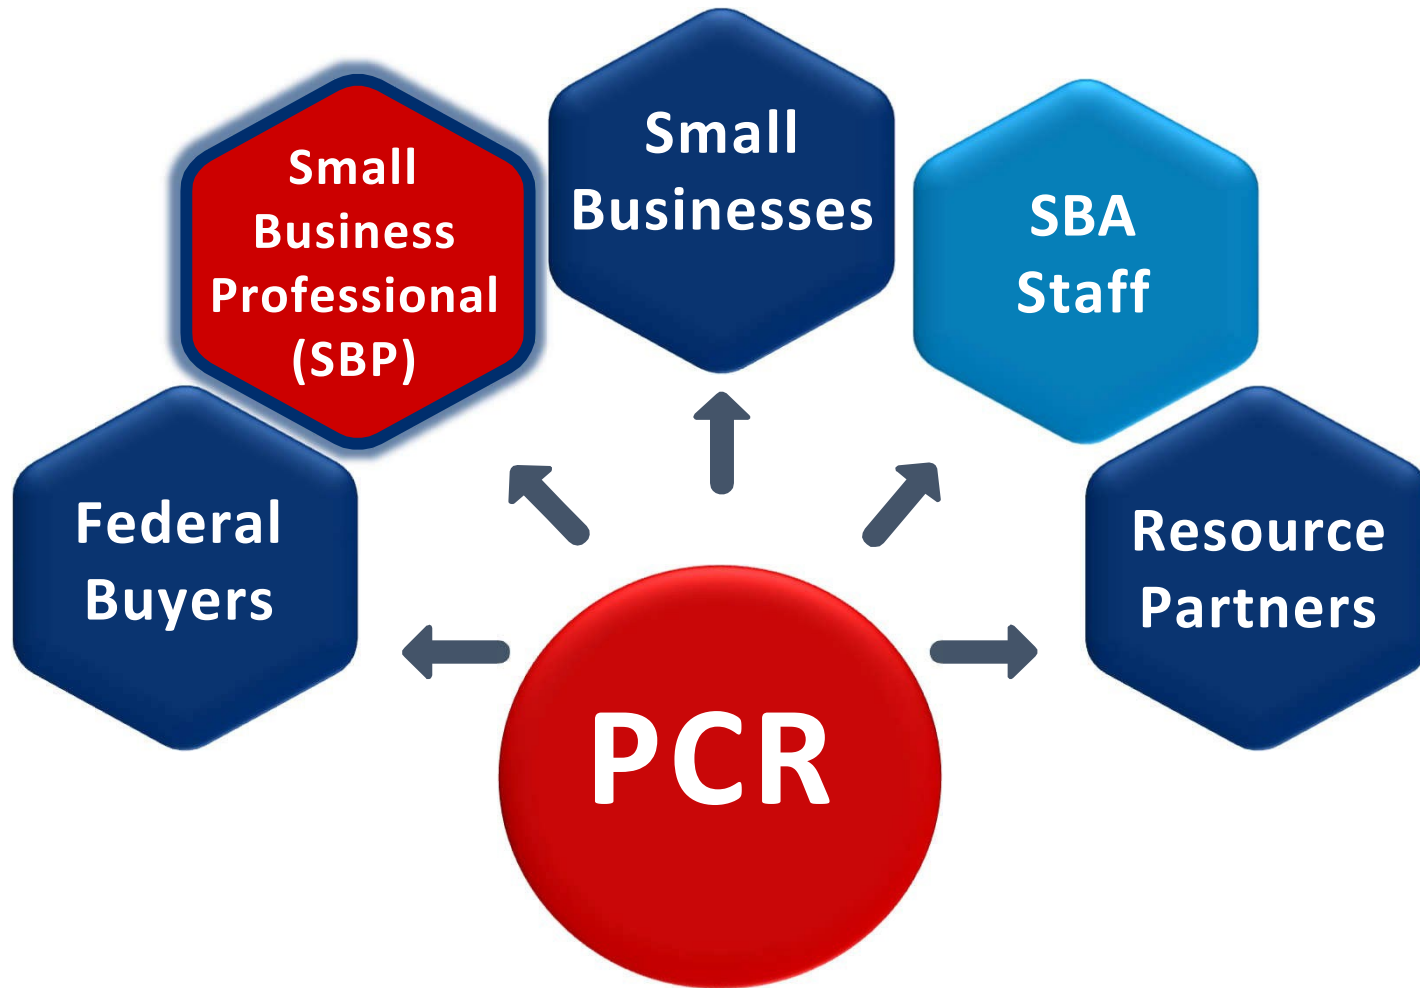 Small
Business
Professional
(SBP)
Small
Businesses
SBA
Staff
Federal
Buyers
Resource
Partners
PCR